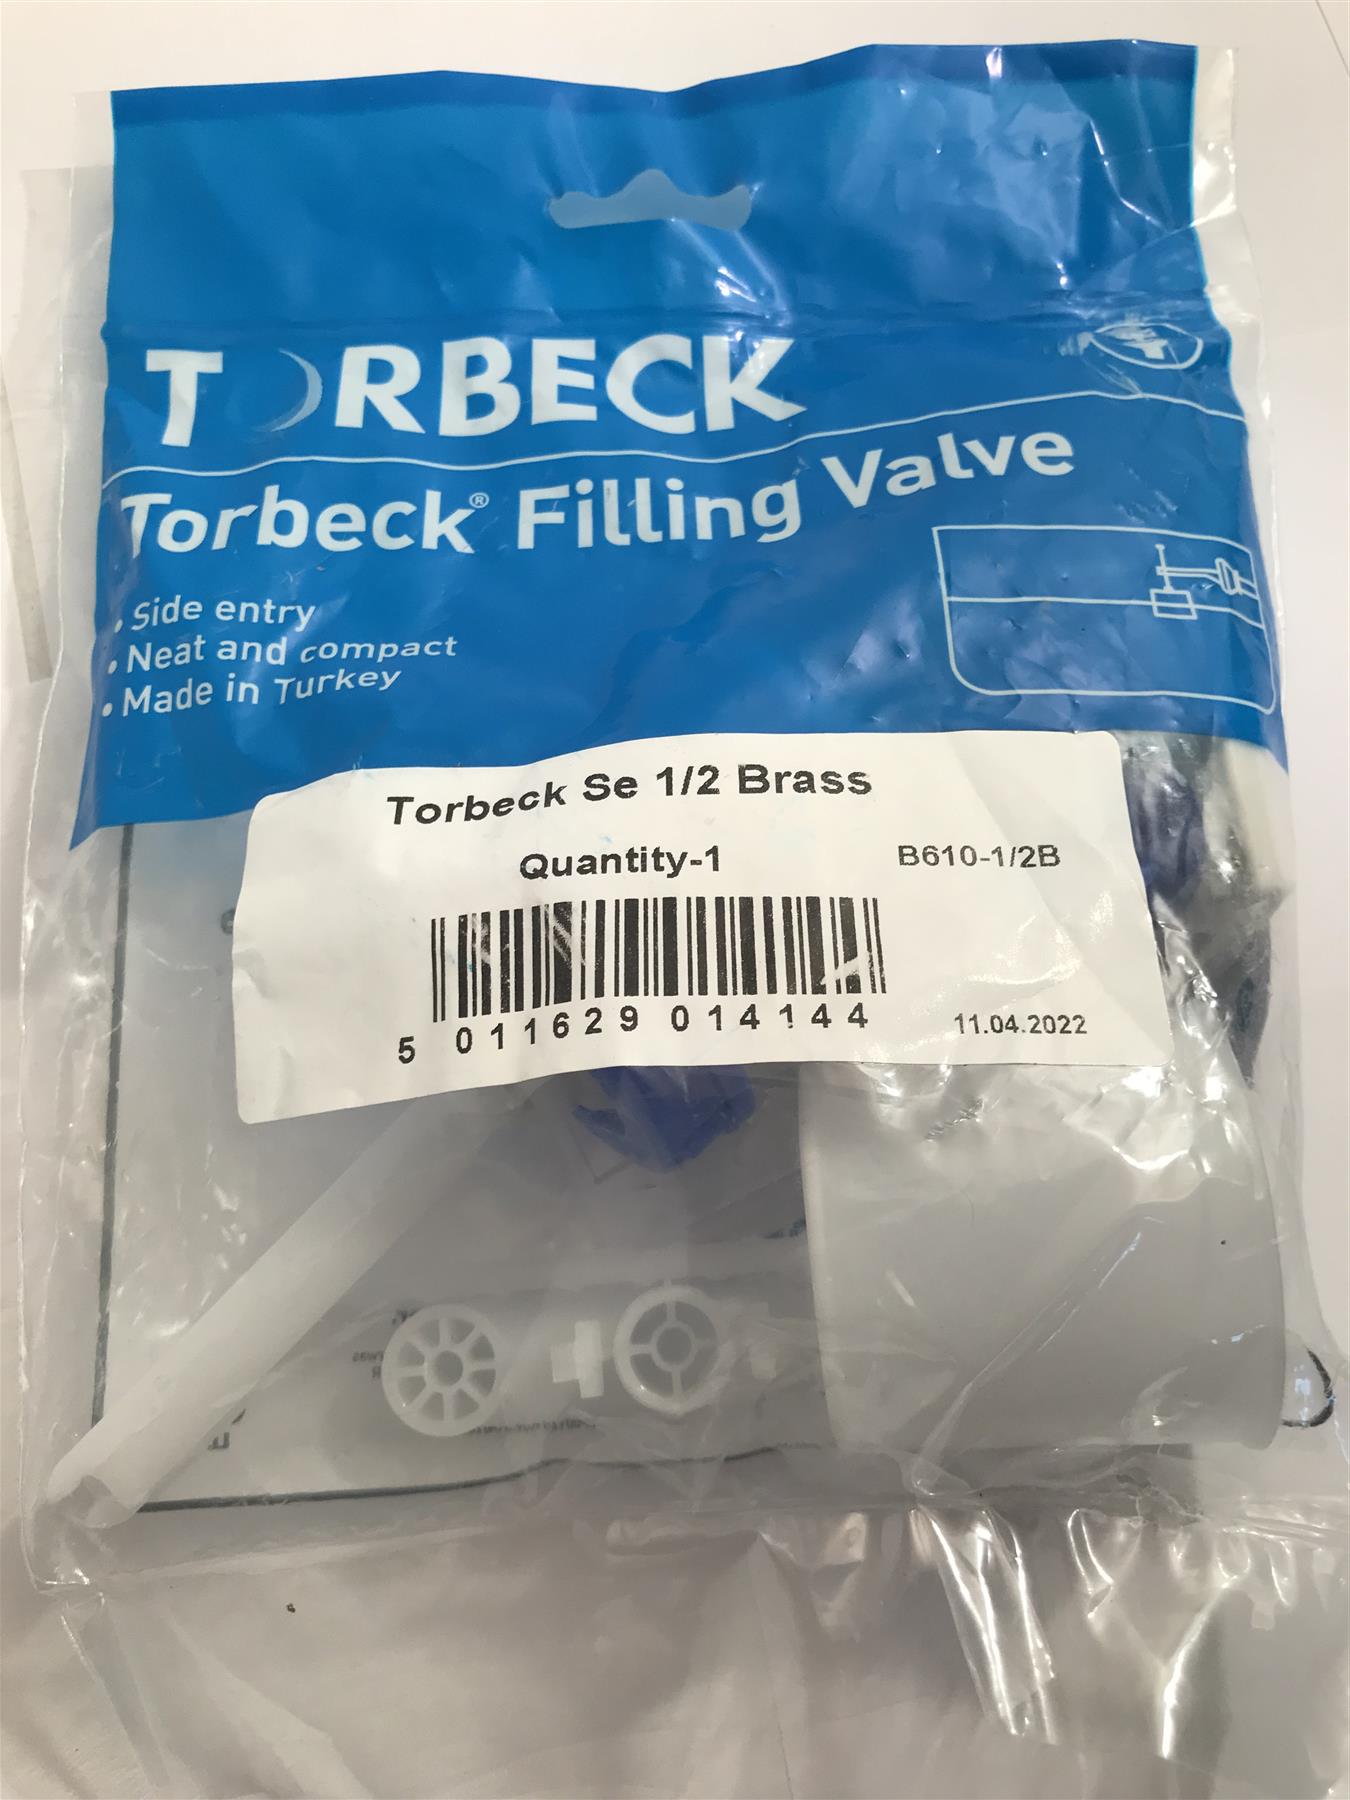 TORBECK
Torbeck® Filling Valve
• Side entry
• Neat and compact
• Made in Turkey
Torbeck Se 1/2 Brass
Quantity-1 B610-1/2B
5 011629 014144
11.04.2022